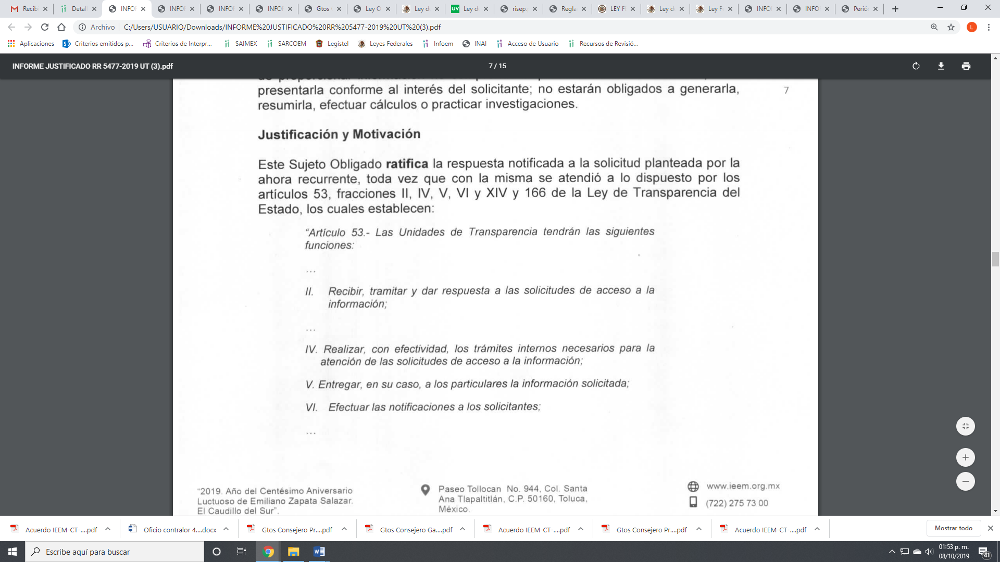 Recib
Detall
INFOR
INFOR
INFOR
INFOR
Gtos
Ley O
Ley de
Ley de
risep.p
Regla
LEY FE
Ley de
Ley Fe
INFOR
INFOR
Perió
Archivo
C:/Users/USUARIO/Downloads/INFORME%20JUSTIFICADO%20RR%205477-2019%20UT%20(3).pdf
L
Aplicaciones
Criterios emitidos p...
Criterios de Interpr...
SAIMEX
SARCOEM
Legistel
Leyes Federales
Infoem
INAI
Acceso de Usuario
Recursos de Revisió...
INFORME JUSTIFICADO RR 5477-2019 UT (3).pdf
7 / 15
7
presentarla conforme al interés del solicitante; no estarán obligados a generarla,
resumirla, efectuar cálculos o practicar investigaciones.
Justificación y Motivación
Este Sujeto Obligado ratifica la respuesta notificada a la solicitud planteada por la
ahora recurrente, toda vez que con la misma se atendió a lo dispuesto por los
artículos 53, fracciones II, IV, V, VI y XIV y 166 de la Ley de Transparencia del
Estado, los cuales establecen:
“Artículo 53.- Las Unidades de Transparencia tendrán las siguientes
funciones:
...
II. Recibir, tramitar y dar respuesta a las solicitudes de acceso a la
información;
...
IV. Realizar, con efectividad, los trámites internos necesarios para la
atención de las solicitudes de acceso a la información;
V. Entregar, en su caso, a los particulares la información solicitada;
VI. Efectuar las notificaciones a los solicitantes;
...
“2019. Año del Centésimo Aniversario
Luctuoso de Emiliano Zapata Salazar.
El Caudillo del Sur”.
Paseo Tollocan No. 944, Col. Santa
Ana Tlapaltitlán, C.P. 50160, Toluca,
México.
www.ieem.org.mx
(722) 275 73 00
Acuerdo IEEM-CT-....pdf
Oficio contralor 4....docx
Gtos Consejero Pr....pdf
Gtos Consejero Ga....pdf
Acuerdo IEEM-CT-....pdf
Gtos Consejero Pr....pdf
Acuerdo IEEM-CT-....pdf
Mostrar todo
Escribe aquí para buscar
01:53 p. m.
08/10/2019
41